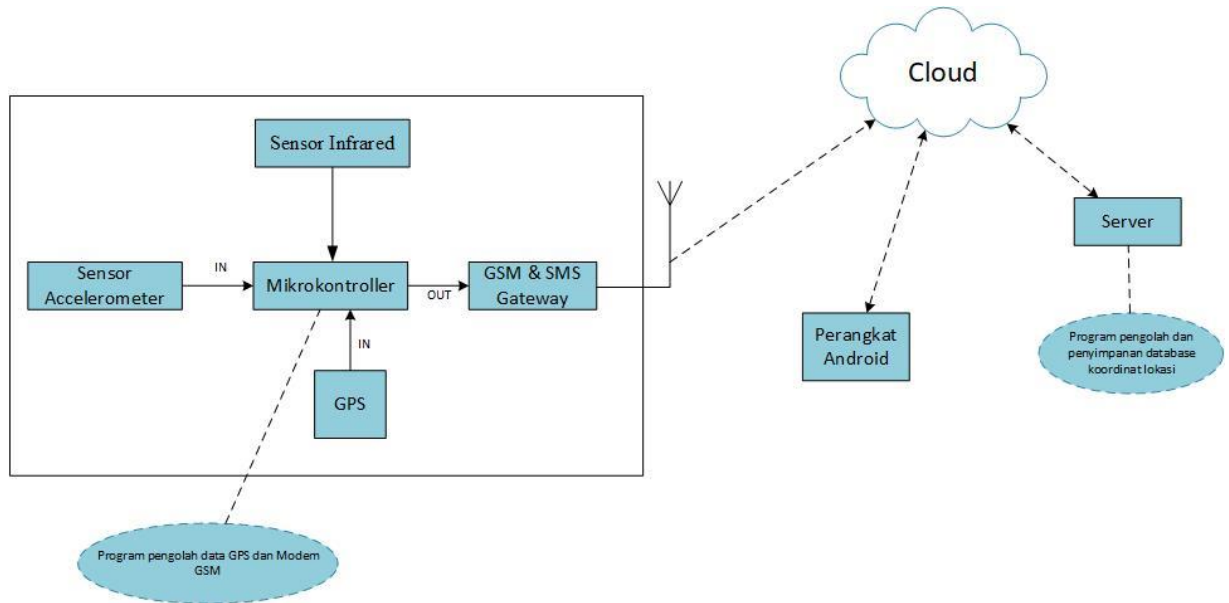 Cloud
Sensor Infrared
Server
Sensor
Accelerometer
IN
Mikrokontroller
OUT
GSM & SMS
Gateway
IN
GPS
Perangkat
Android
Program pengolah dan
penyimpanan database
koordinat lokasi
Program pengolah data GPS dan Modem
GSM